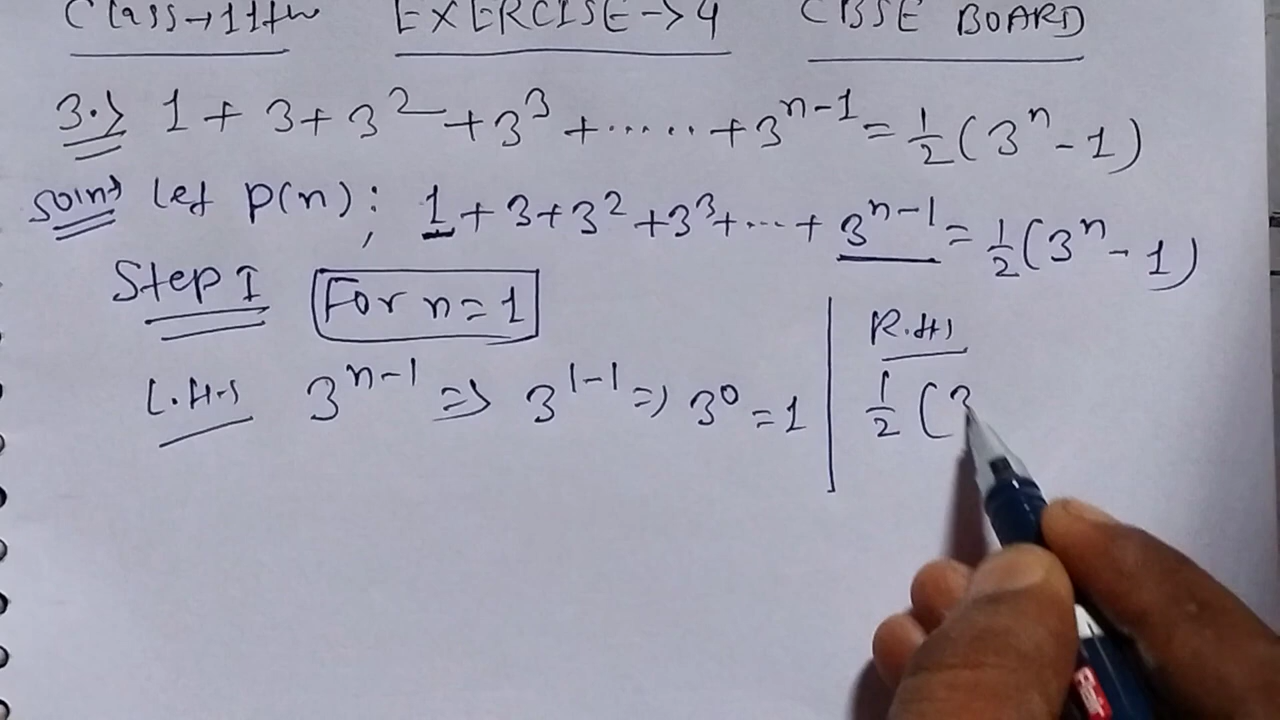 Class→11th EXERCISE→4 CBSE BOARD
3.> 1 + 3 + 3² + 3³ + ..... + 3ⁿ⁻¹ = 1/2 (3ⁿ - 1)
Let P(n) ; 1 + 3 + 3² + 3³ + ... + 3ⁿ⁻¹ = 1/2 (3ⁿ - 1)
Step I For n = 1
R.H.S
L.H.S 3ⁿ⁻¹ => 3¹⁻¹ => 3⁰ = 1
1/2 (3